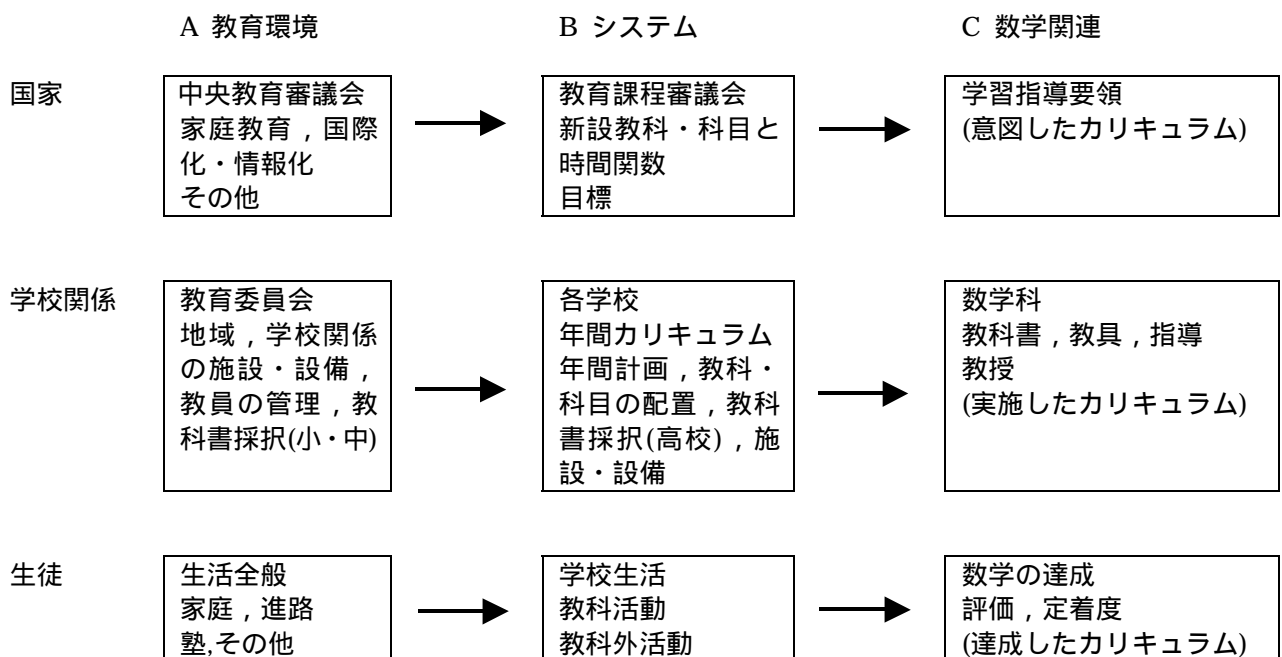 A 教育環境
B システム
C 数学関連
国家
中央教育審議会
家庭教育，国際
化・情報化
その他
教育課程審議会
新設教科・科目と
時間関数
目標
学習指導要領
(意図したカリキュラム)
学校関係
教育委員会
地域，学校関係
の施設・設備，
教員の管理，教
科書採択(小・中)
各学校
年間カリキュラム
年間計画，教科・
科目の配置，教科
書採択(高校)，施
設・設備
数学科
教科書，教具，指導
教授
(実施したカリキュラム)
生徒
生活全般
家庭，進路
塾,その他
学校生活
教科活動
教科外活動
数学の達成
評価，定着度
(達成したカリキュラム)